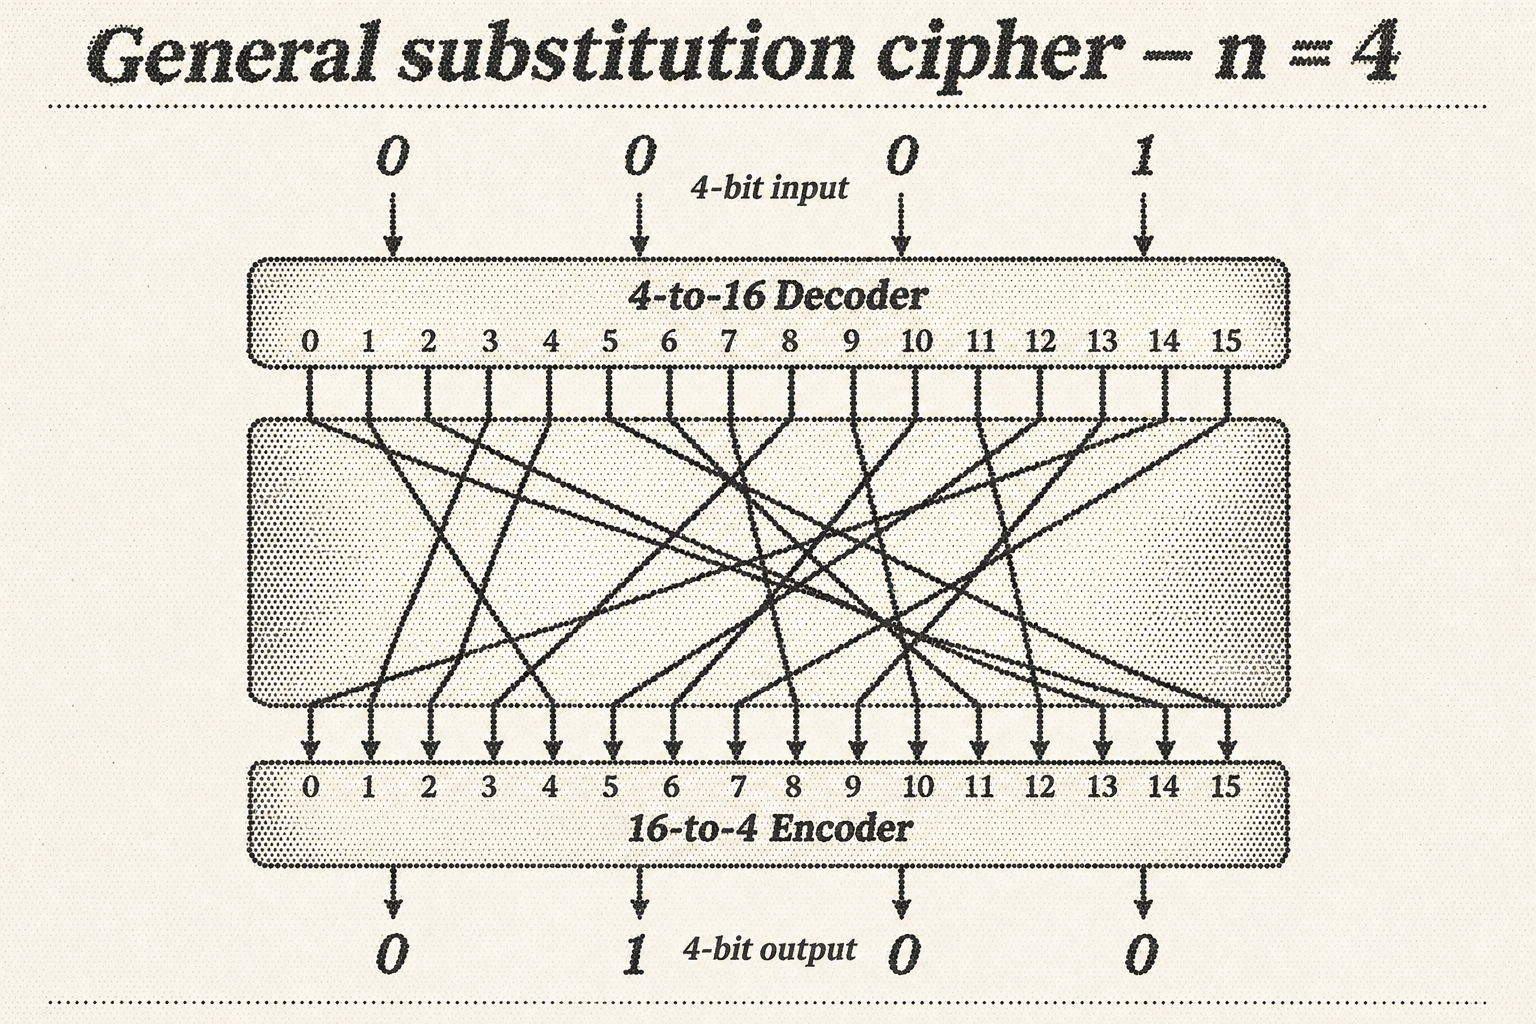 General substitution cipher – n = 4
0 0 0 1
4-bit input
4-to-16 Decoder
0 1 2 3 4 5 6 7 8 9 10 11 12 13 14 15
0 1 2 3 4 5 6 7 8 9 10 11 12 13 14 15
16-to-4 Encoder
0 1 4-bit output 0 0